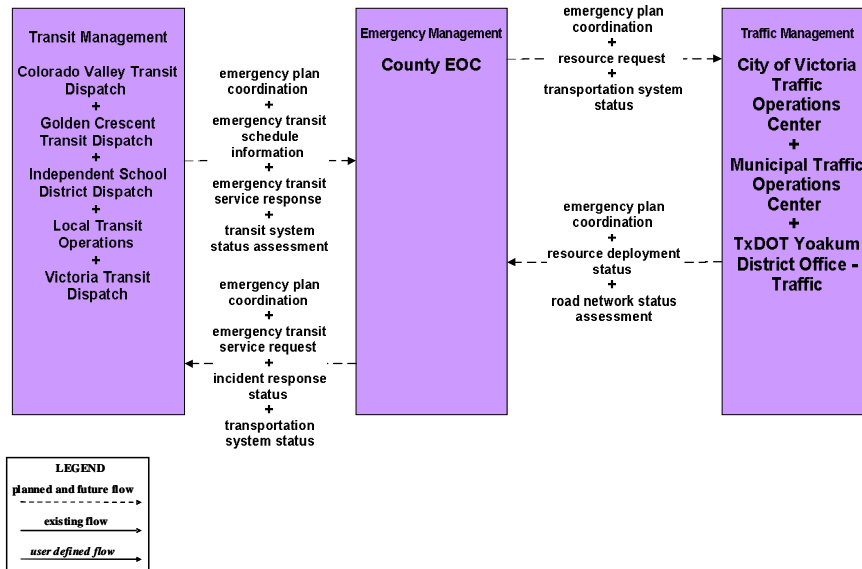 Transit Management
Colorado Valley Transit
Dispatch
+
Golden Crescent
Transit Dispatch
+
Independent School
District Dispatch
+
Local Transit
Operations
+
Victoria Transit
Dispatch
emergency plan
coordination
+
emergency transit
schedule
information
+
emergency transit
service response
+
transit system
status assessment
emergency plan
coordination
+
emergency transit
service request
+
incident response
status
+
transportation
system status
Emergency Management
County EOC
emergency plan
coordination
+
resource request
+
transportation system
status
emergency plan
coordination
+
resource deployment
status
+
road network status
assessment
Traffic Management
City of Victoria
Traffic
Operations
Center
+
Municipal Traffic
Operations
Center
+
TxDOT Yoakum
District Office -
Traffic
LEGEND
planned and future flow
existing flow
user defined flow